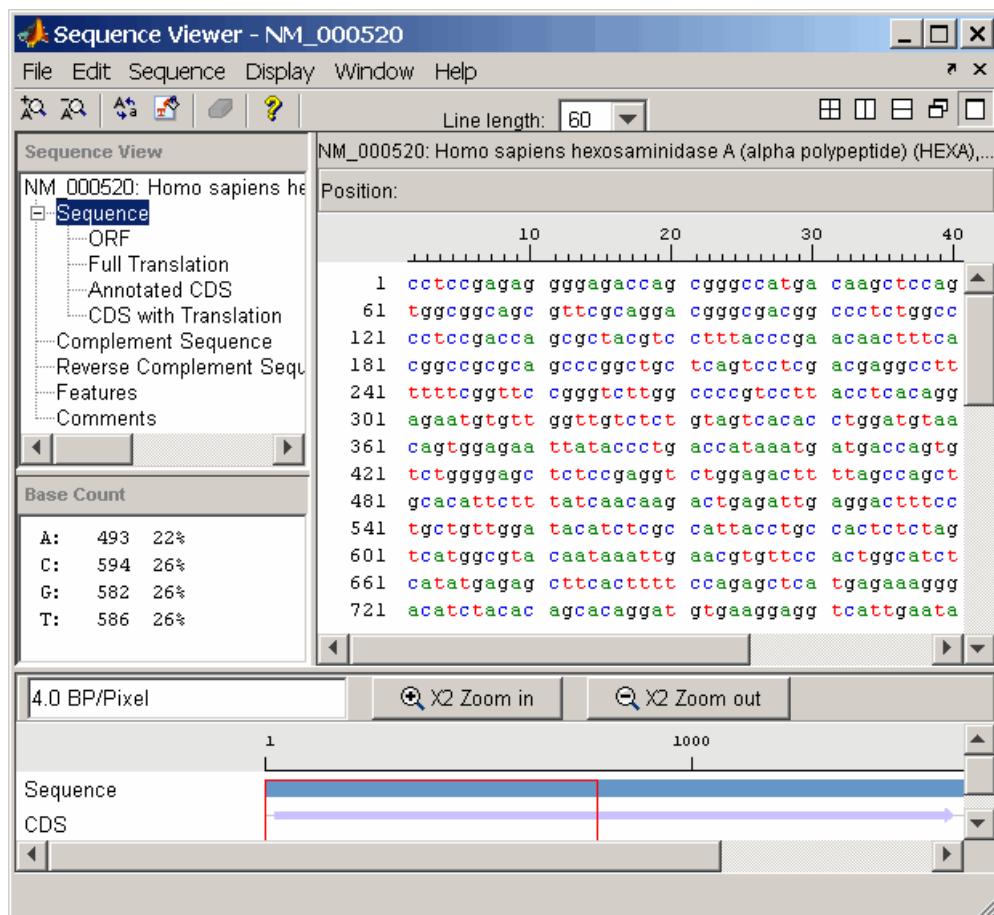 Sequence Viewer - NM_000520
File Edit Sequence Display Window Help
Line length: 60
Sequence View
NM_000520: Homo sapiens he
Sequence
ORF
Full Translation
Annotated CDS
CDS with Translation
Complement Sequence
Reverse Complement Sequ
Features
Comments
Base Count
A: 493 22%
C: 594 26%
G: 582 26%
T: 586 26%
NM_000520: Homo sapiens hexosaminidase A (alpha polypeptide) (HEXA),...
Position:
10 20 30 40
1 cctccgagag gggagaccag cgggccatga caagctccag
61 tggcggcagc gttcgcagga cgggcgacgg ccctctggcc
121 cctccgacca gcgctacgtc ctttacccga acaactttca
181 cggccgcgca gcccggctgc tcagtcctcg acgaggcctt
241 ttttcggttc cgggtcttgg ccccgtcctt acctcacagg
301 agaatgtgtt ggttgtctct gtagtcacac ctggatgtaa
361 cagtggagaa ttataccctg accataaatg atgaccagtg
421 tctggggagc tctccgaggt ctggagactt ttagccagct
481 gcacattctt tatcaacaag actgagattg aggactttcc
541 tgctgttgga tacatctcgc cattacctgc cactctctag
601 tcatggcgta caataaattg aacgtgttcc actggcatct
661 catatgagag cttcactttt ccagagctca tgagaaaggg
721 acatctacac agcacaggat gtgaaggagg tcattgaata
4.0 BP/Pixel X2 Zoom in X2 Zoom out
1 1000
Sequence
CDS